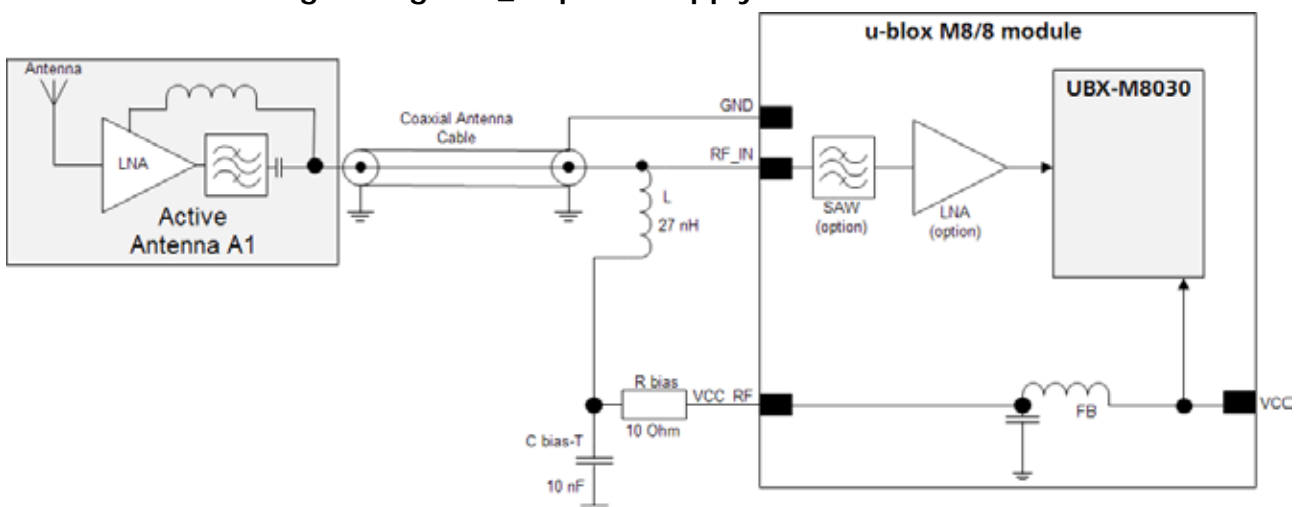 u-blox M8/8 module
Antenna
LNA
Active
Antenna A1
Coaxial Antenna
Cable
GND
RF_IN
L
27 nH
SAW
(option)
LNA
(option)
UBX-M8030
R bias
10 Ohm
VCC_RF
FB
VCC
C bias-T
10 nF